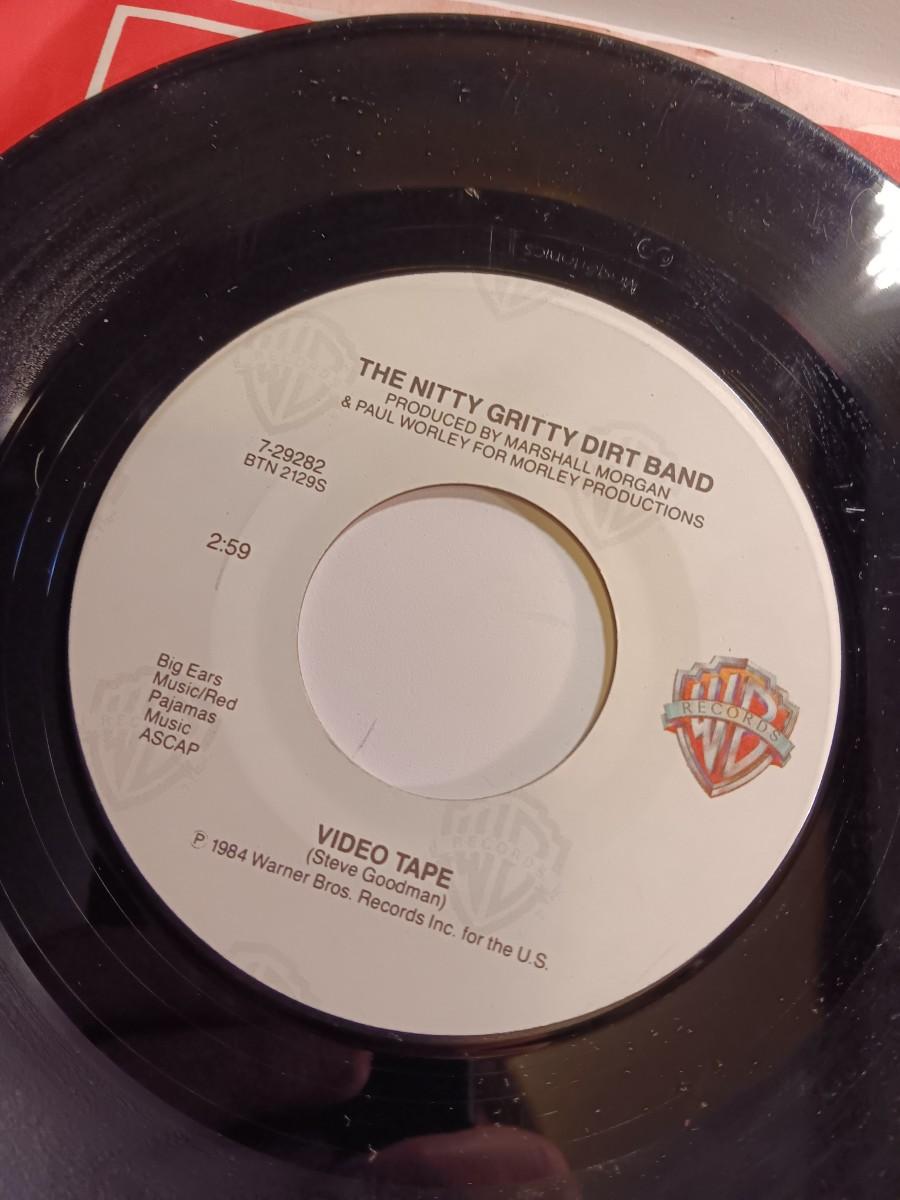 THE NITTY GRITTY DIRT BAND
PRODUCED BY MARSHALL MORGAN
& PAUL WORLEY FOR MORLEY PRODUCTIONS
7-29282
BTN 2129S
2:59
Big Ears
Music/Red
Pajamas
Music
ASCAP
RECORDS
VIDEO TAPE
(Steve Goodman)
℗ 1984 Warner Bros. Records Inc. for the U.S.